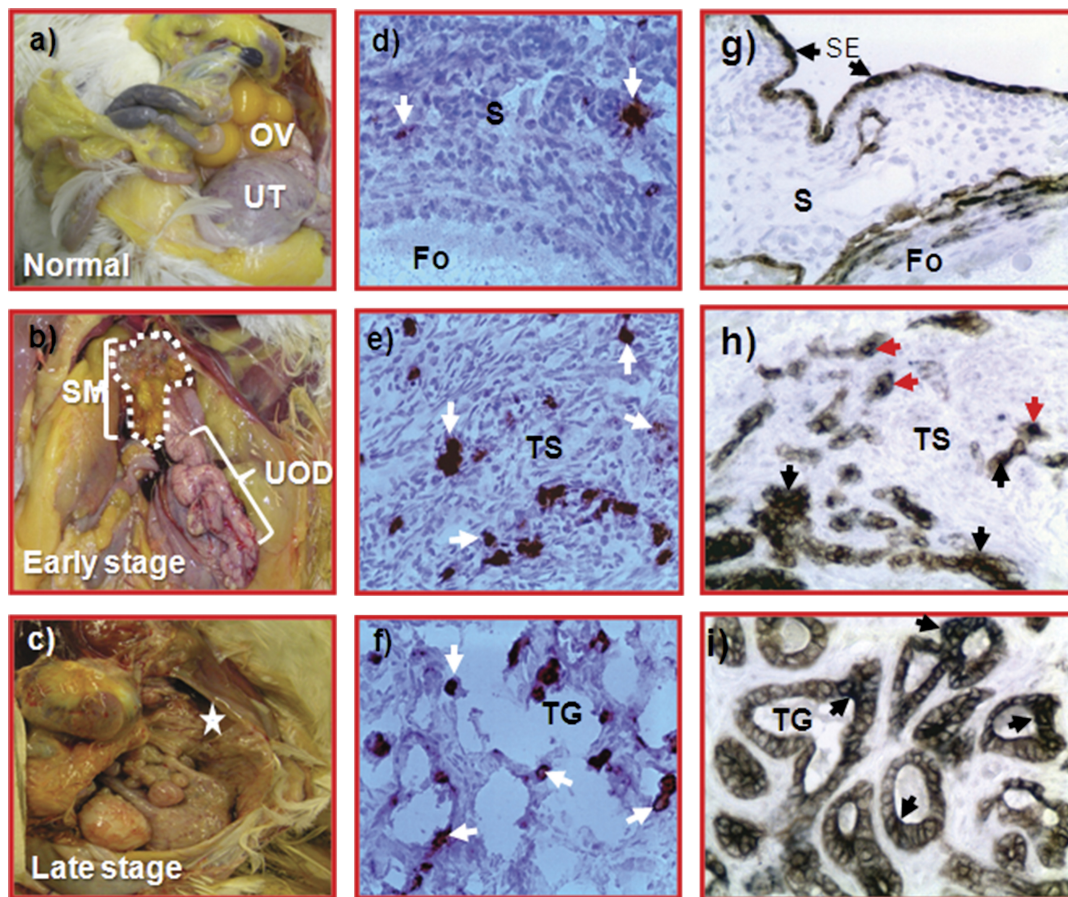 a)
OV
UT
Normal
d)
S
Fo
g)
SE
S
Fo
b)
SM
UOD
Early stage
e)
TS
h)
TS
c)
Late stage
f)
TG
i)
TG